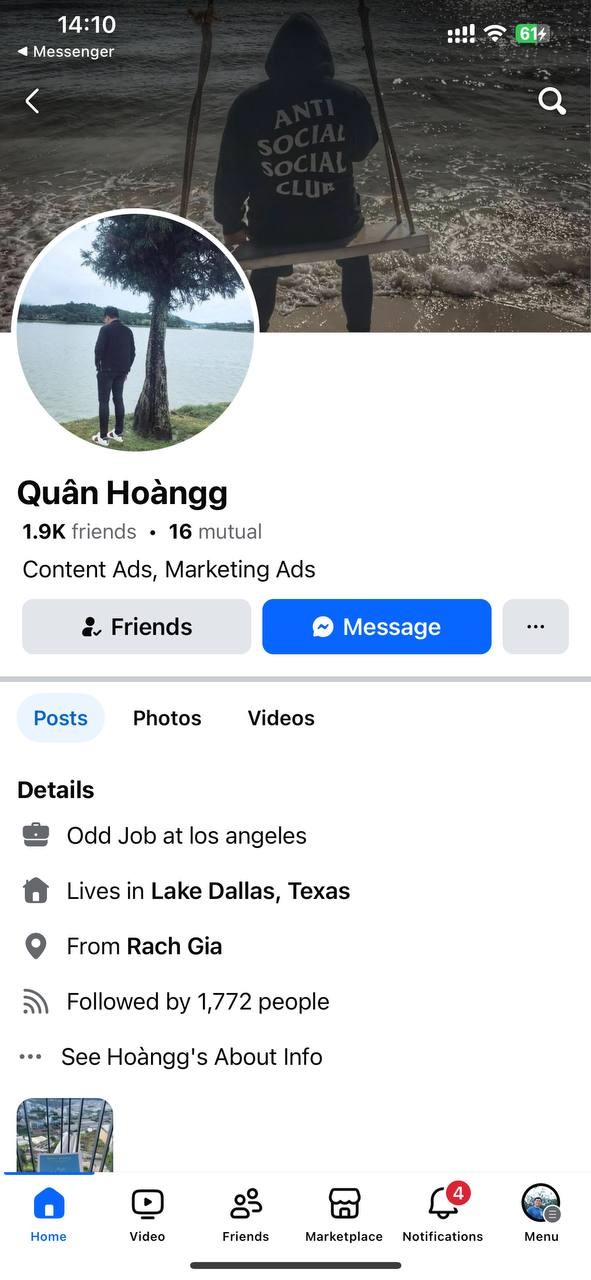 14:10
61
◀ Messenger
ANTI
SOCIAL
SOCIAL
CLUB
Quân Hoàngg
1.9K friends • 16 mutual
Content Ads, Marketing Ads
Friends
Message
Posts
Photos
Videos
Details
Odd Job at los angeles
Lives in Lake Dallas, Texas
From Rach Gia
Followed by 1,772 people
See Hoàngg's About Info
4
Home
Video
Friends
Marketplace
Notifications
Menu